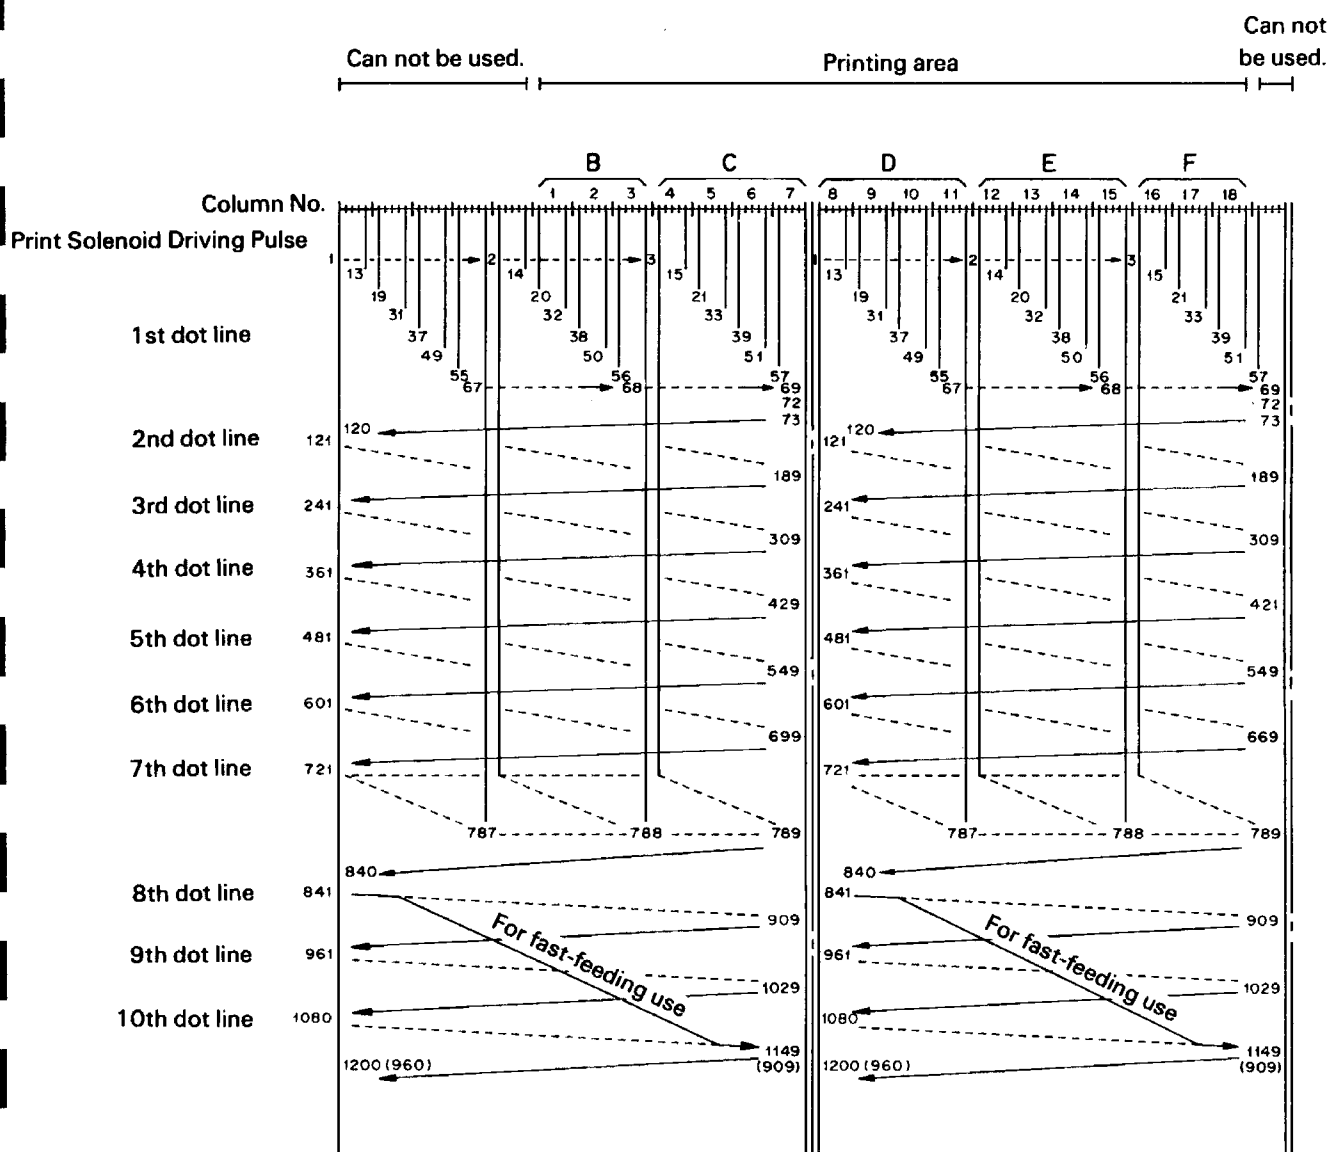 Can not
be used.
Can not be used.
Printing area
B C D E F
Column No. 1 2 3 4 5 6 7 8 9 10 11 12 13 14 15 16 17 18
Print Solenoid Driving Pulse
1 2 3 1 2 3
13 14 15 13 14 15
19 20 21 19 20 21
31 32 33 31 32 33
1st dot line 37 38 39 37 38 39
49 50 51 49 50 51
55 56 57 55 56 57
67 68 69 67 68 69
72 72
73 73
120 120
2nd dot line 121 121
189 189
3rd dot line 241 241
309 309
4th dot line 361 361
429 421
5th dot line 481 481
549 549
6th dot line 601 601
699 669
7th dot line 721 721
787 788 789 787 788 789
840 840
8th dot line 841 841
909 909
For fast-feeding use For fast-feeding use
9th dot line 961 961
1029 1029
10th dot line 1080 1080
1149 1149
1200 (960) (909) 1200 (960) (909)